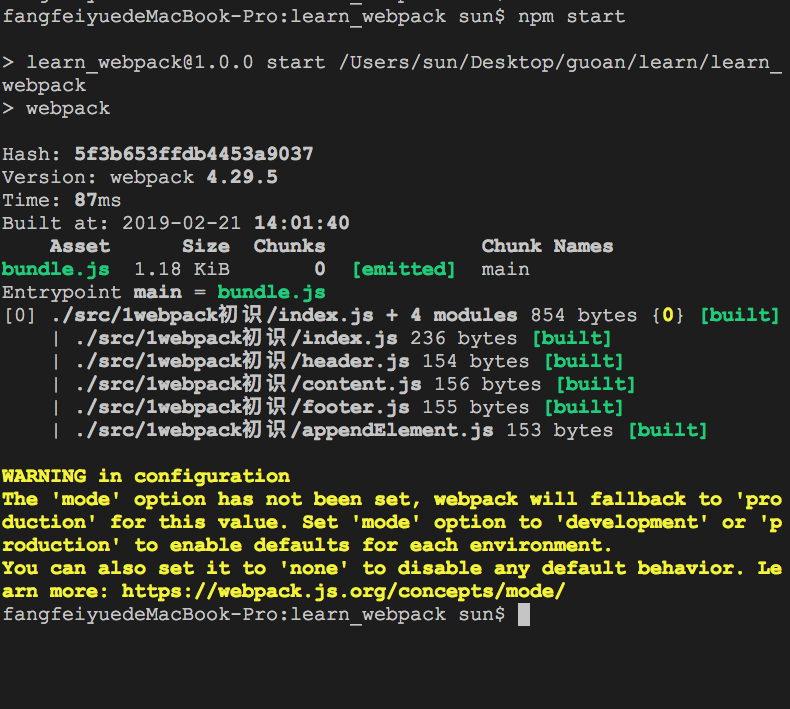 fangfeiyuedeMacBook-Pro:learn_webpack sun$ npm start
> learn_webpack@1.0.0 start /Users/sun/Desktop/guoan/learn/learn_
webpack
> webpack
Hash: 5f3b653ffdb4453a9037
Version: webpack 4.29.5
Time: 87ms
Built at: 2019-02-21 14:01:40
Asset Size Chunks Chunk Names
bundle.js 1.18 KiB 0 [emitted] main
Entrypoint main = bundle.js
[0] ./src/1webpack初识/index.js + 4 modules 854 bytes {0} [built]
| ./src/1webpack初识/index.js 236 bytes [built]
| ./src/1webpack初识/header.js 154 bytes [built]
| ./src/1webpack初识/content.js 156 bytes [built]
| ./src/1webpack初识/footer.js 155 bytes [built]
| ./src/1webpack初识/appendElement.js 153 bytes [built]
WARNING in configuration
The 'mode' option has not been set, webpack will fallback to 'pro
duction' for this value. Set 'mode' option to 'development' or 'p
roduction' to enable defaults for each environment.
You can also set it to 'none' to disable any default behavior. Le
arn more: https://webpack.js.org/concepts/mode/
fangfeiyuedeMacBook-Pro:learn_webpack sun$